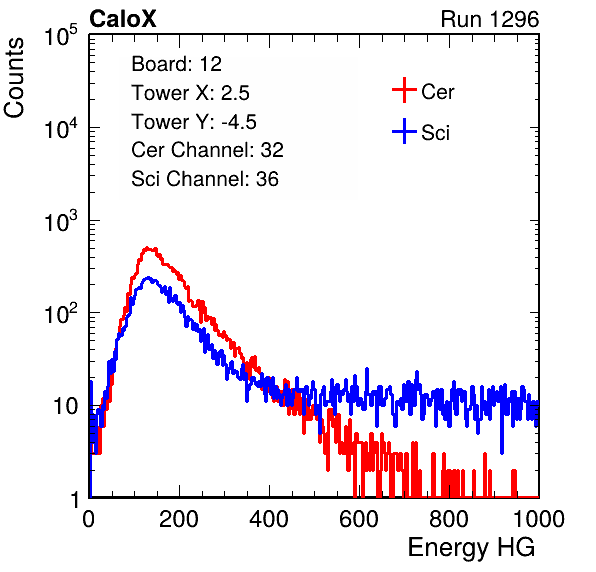 CaloX Run 1296
Counts
Board: 12
Tower X: 2.5
Tower Y: -4.5
Cer Channel: 32
Sci Channel: 36
Cer
Sci
10^5
10^4
10^3
10^2
10
1
0 200 400 600 800 1000
Energy HG